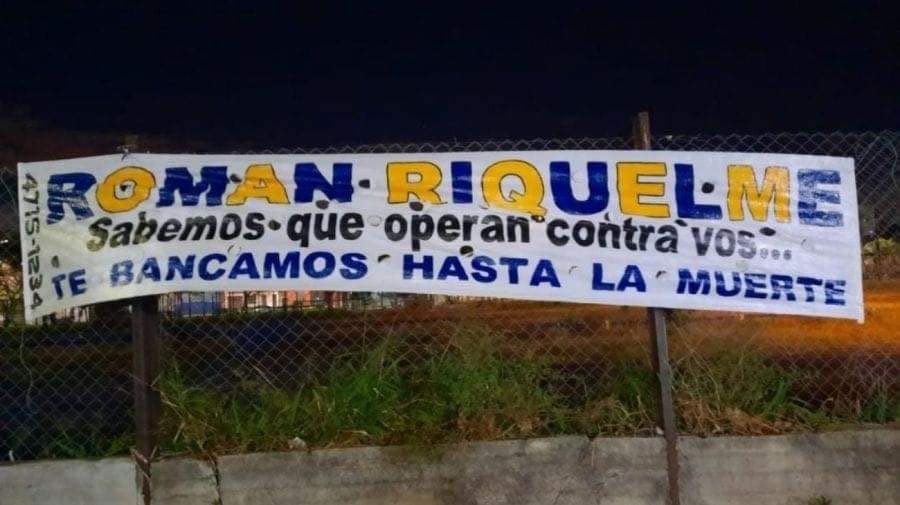 ROMAN RIQUELME
Sabemos que operan contra vos...
TE BANCAMOS HASTA LA MUERTE
4715-1234